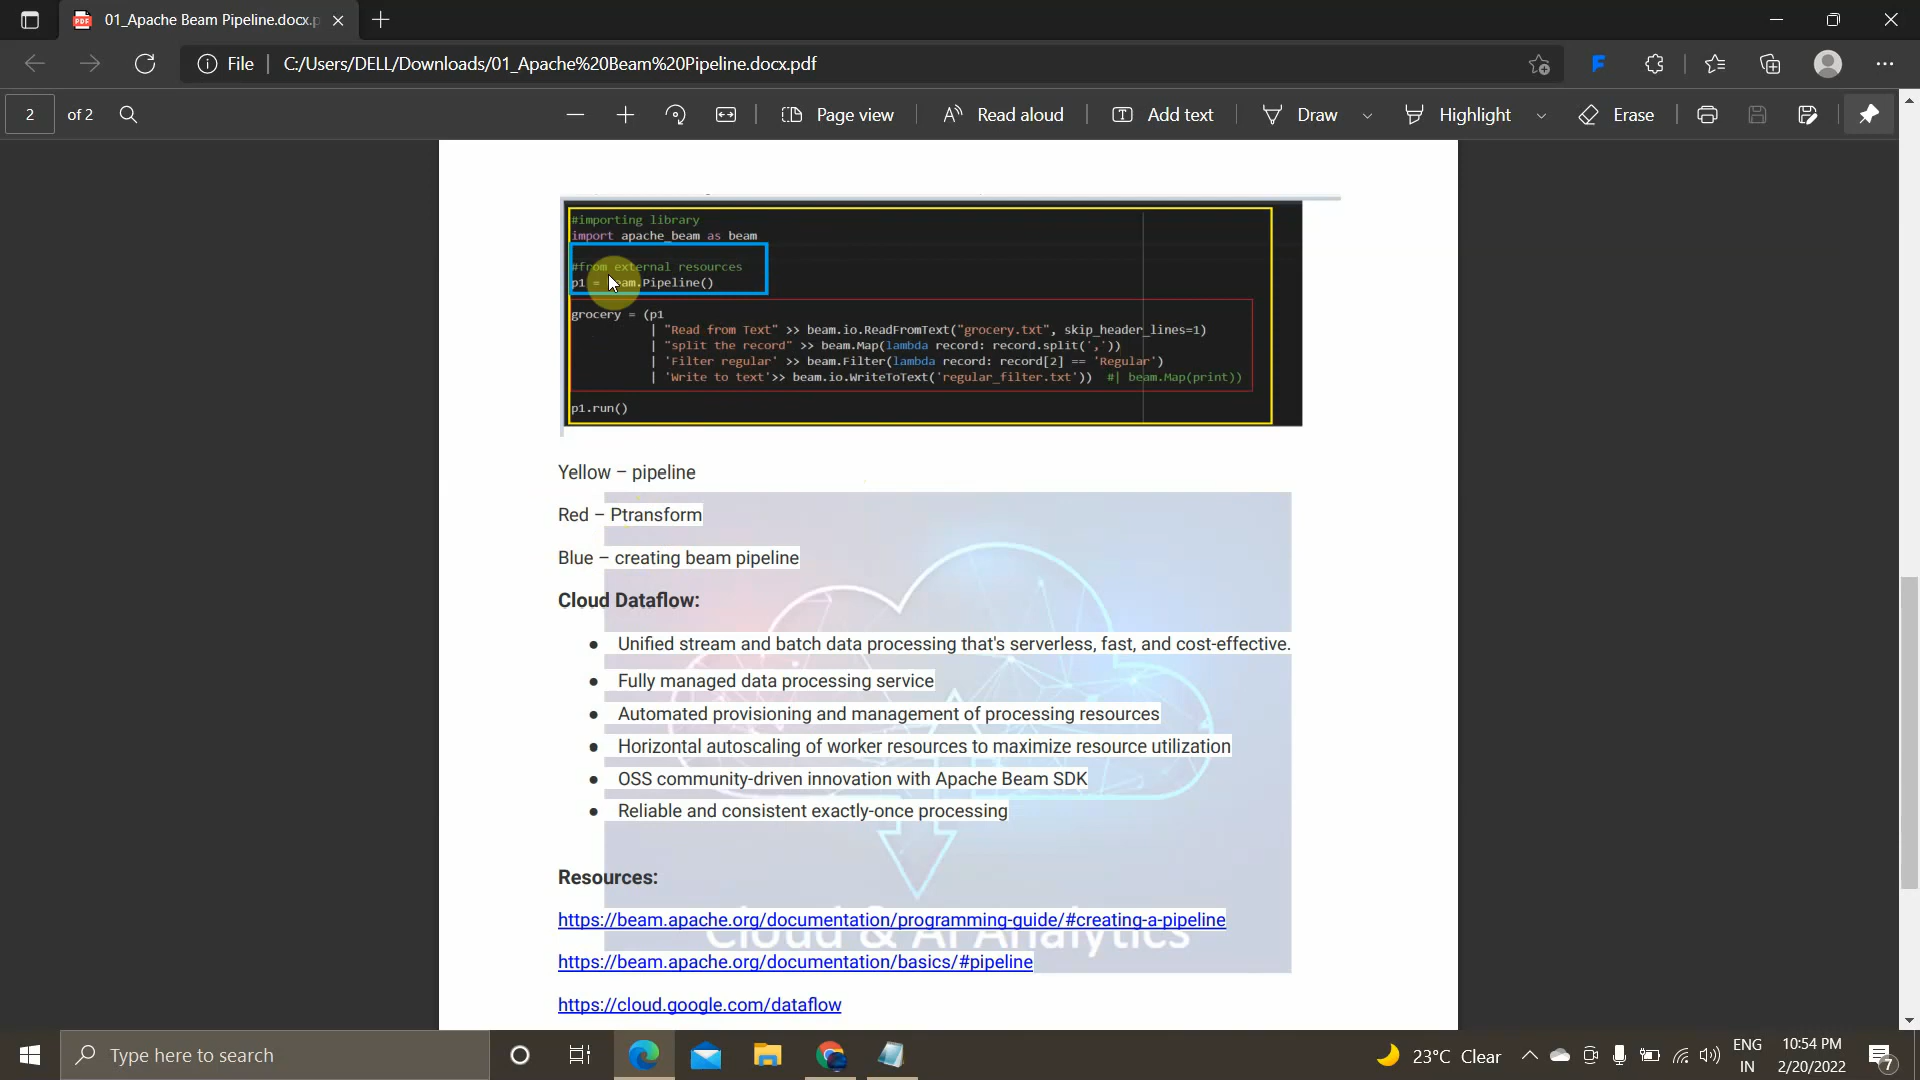 01_Apache Beam Pipeline.docx.p
File
C:/Users/DELL/Downloads/01_Apache%20Beam%20Pipeline.docx.pdf
2
of 2
Page view
Read aloud
Add text
Draw
Highlight
Erase
#importing library
import apache_beam as beam
#from external resources
p1 = beam.Pipeline()
grocery = (p1
| "Read from Text" >> beam.io.ReadFromText("grocery.txt", skip_header_lines=1)
| "split the record" >> beam.Map(lambda record: record.split(','))
| 'Filter regular' >> beam.Filter(lambda record: record[2] == 'Regular')
| 'Write to text'>> beam.io.WriteToText('regular_filter.txt')) #| beam.Map(print))
p1.run()
Yellow – pipeline
Red – Ptransform
Blue – creating beam pipeline
Cloud Dataflow:
● Unified stream and batch data processing that's serverless, fast, and cost-effective.
● Fully managed data processing service
● Automated provisioning and management of processing resources
● Horizontal autoscaling of worker resources to maximize resource utilization
● OSS community-driven innovation with Apache Beam SDK
● Reliable and consistent exactly-once processing
Resources:
https://beam.apache.org/documentation/programming-guide/#creating-a-pipeline
Cloud & AI Analytics
https://beam.apache.org/documentation/basics/#pipeline
https://cloud.google.com/dataflow
Type here to search
23°C Clear
ENG
IN
10:54 PM
2/20/2022
7